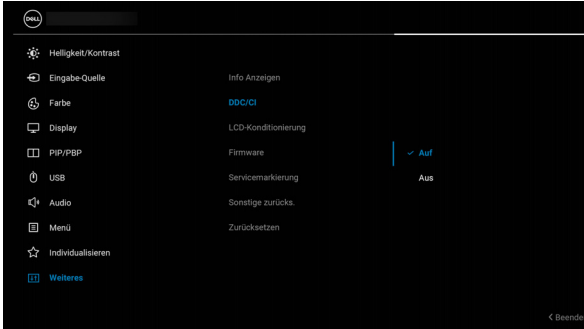 DELL
Helligkeit/Kontrast
Eingabe-Quelle
Info Anzeigen
Farbe
DDC/CI
Display
LCD-Konditionierung
PIP/PBP
Firmware
Auf
USB
Servicemarkierung
Aus
Audio
Sonstige zurücks.
Menü
Zurücksetzen
Individualisieren
Weiteres
Beende